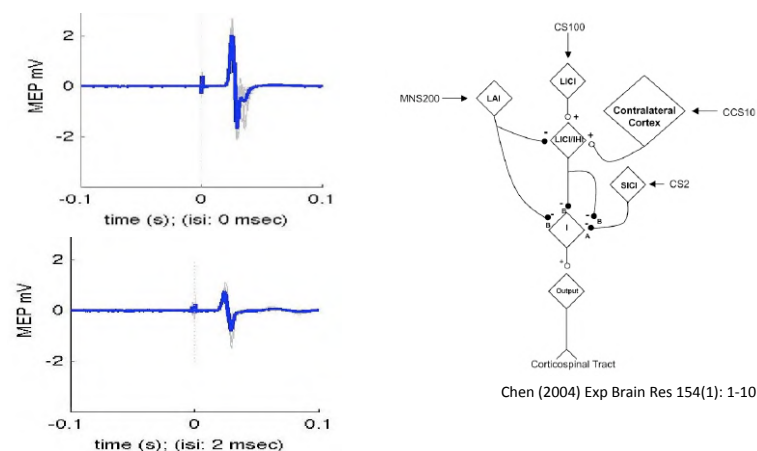 2
0
-2
MEP mV
-0.1
0
0.1
time (s); (isi: 0 msec)
2
0
-2
MEP mV
-0.1
0
0.1
time (s); (isi: 2 msec)
CS100
LICI
+
MNS200
LAI
Contralateral
Cortex
CCS10
-
LICI/IHI
+
SICI
CS2
-
B
-
B
-
B
I
-
A
+
Output
Corticospinal Tract
Chen (2004) Exp Brain Res 154(1): 1-10